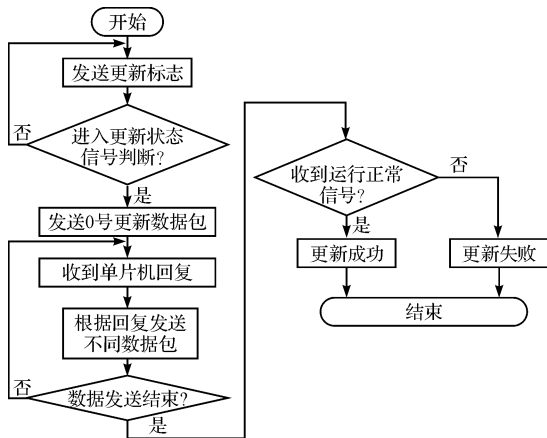 开始
发送更新标志
进入更新状态
信号判断?
否
是
发送0号更新数据包
收到单片机回复
根据回复发送
不同数据包
数据发送结束?
否
是
收到运行正常
信号?
否
是
更新成功
更新失败
结束